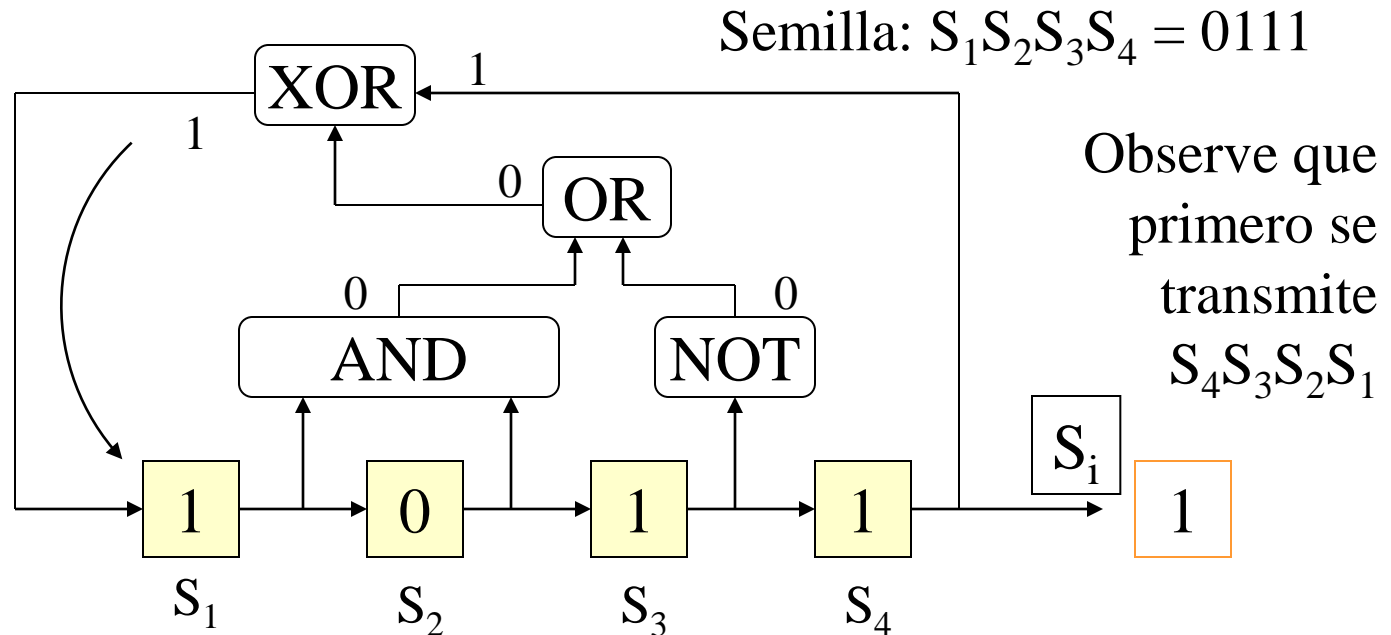 Semilla: S₁S₂S₃S₄ = 0111
XOR
1
1
Observe que
primero se
transmite
S₄S₃S₂S₁
0
OR
0
0
AND
NOT
Sᵢ
1
0
1
1
1
S₁
S₂
S₃
S₄